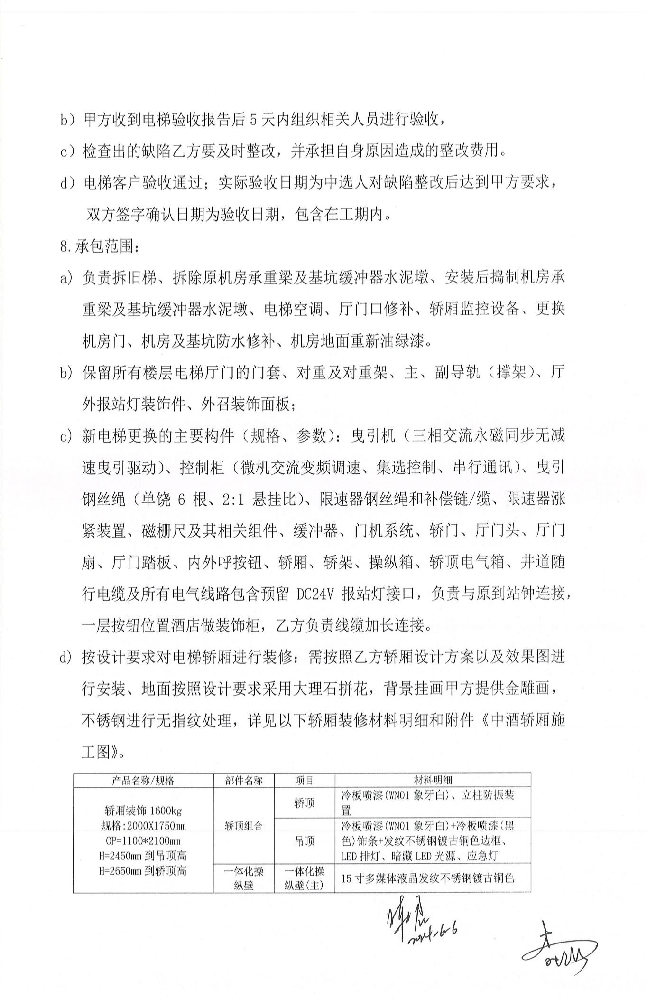 b）甲方收到电梯验收报告后 5 天内组织相关人员进行验收，
c）检查出的缺陷乙方要及时整改，并承担自身原因造成的整改费用。
d）电梯客户验收通过；实际验收日期为中选人对缺陷整改后达到甲方要求，
双方签字确认日期为验收日期，包含在工期内。
8.承包范围：
a) 负责拆旧梯、拆除原机房承重梁及基坑缓冲器水泥墩、安装后捣制机房承
重梁及基坑缓冲器水泥墩、电梯空调、厅门口修补、轿厢监控设备、更换
机房门、机房及基坑防水修补、机房地面重新油绿漆。
b) 保留所有楼层电梯厅门的门套、对重及对重架、主、副导轨（撑架）、厅
外报站灯装饰件、外召装饰面板；
c) 新电梯更换的主要构件（规格、参数）：曳引机（三相交流永磁同步无减
速曳引驱动）、控制柜（微机交流变频调速、集选控制、串行通讯）、曳引
钢丝绳（单饶 6 根、2:1 悬挂比）、限速器钢丝绳和补偿链/缆、限速器涨
紧装置、磁栅尺及其相关组件、缓冲器、门机系统、轿门、厅门头、厅门
扇、厅门踏板、内外呼按钮、轿厢、轿架、操纵箱、轿顶电气箱、井道随
行电缆及所有电气线路包含预留 DC24V 报站灯接口，负责与原到站钟连接，
一层按钮位置酒店做装饰柜，乙方负责线缆加长连接。
d) 按设计要求对电梯轿厢进行装修：需按照乙方轿厢设计方案以及效果图进
行安装、地面按照设计要求采用大理石拼花，背景挂画甲方提供金雕画，
不锈钢进行无指纹处理，详见以下轿厢装修材料明细和附件《中酒轿厢施
工图》。
产品名称/规格 部件名称 项目 材料明细
轿厢装饰 1600kg
规格:2000X1750mm
OP=1100*2100mm
H=2450mm 到吊顶高
H=2650mm 到轿顶高
轿顶组合
轿顶
冷板喷漆(WN01 象牙白)、立柱防振装
置
吊顶
冷板喷漆(WN01 象牙白)+冷板喷漆(黑
色)饰条+发纹不锈钢镀古铜色边框、
LED 排灯、暗藏 LED 光源、应急灯
一体化操
纵壁
一体化操
纵壁(主)
15 寸多媒体液晶发纹不锈钢镀古铜色
2024-6-6